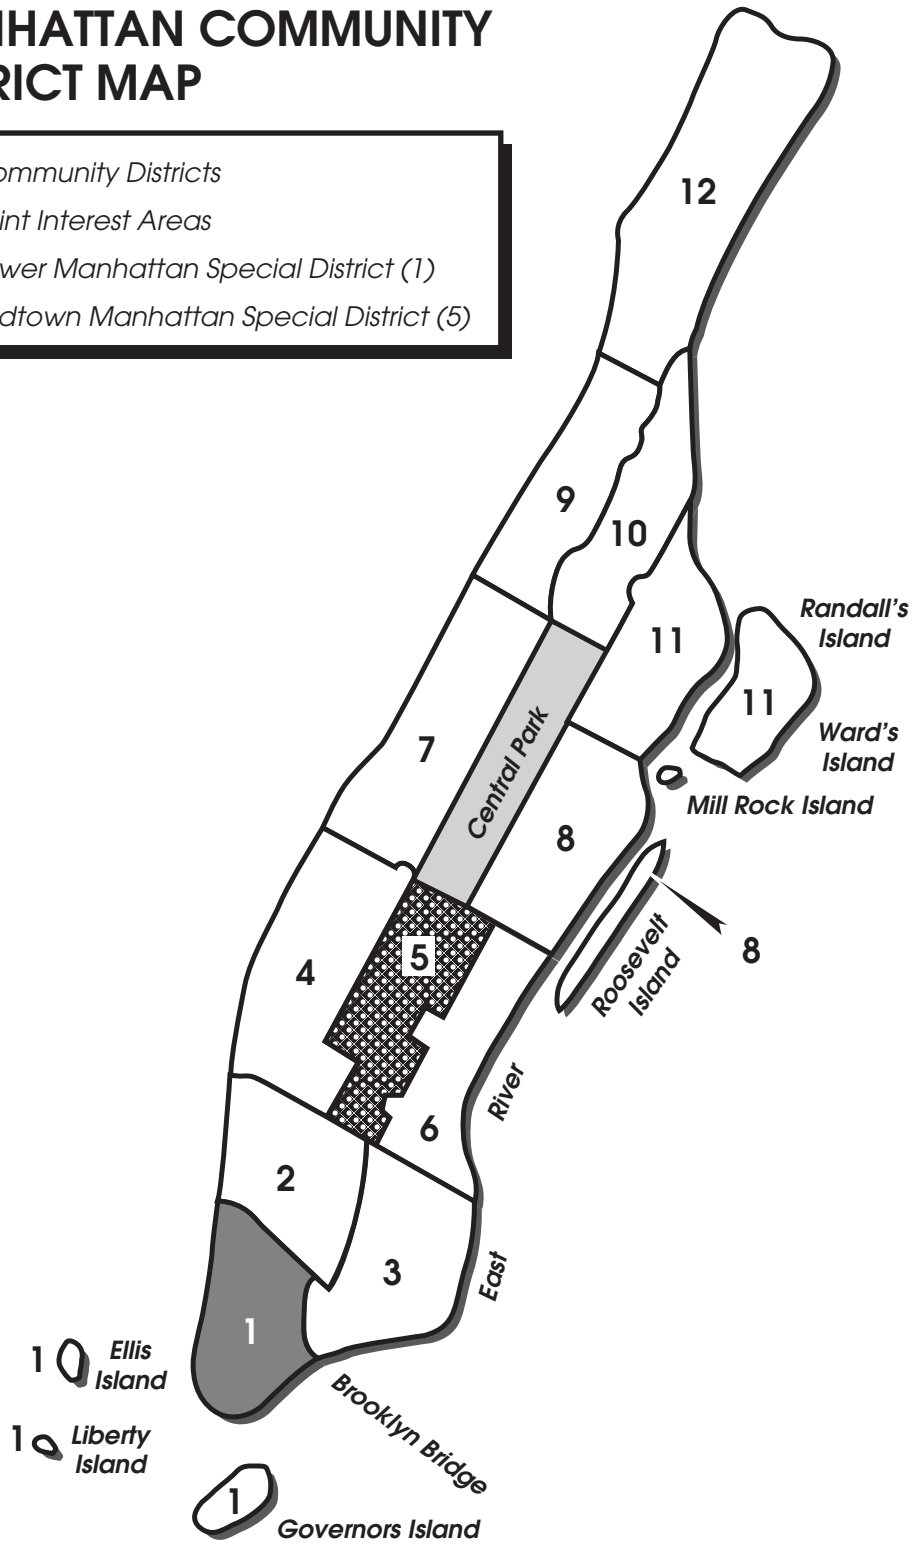 NHATTAN COMMUNITY
RICT MAP
ommunity Districts
int Interest Areas
wer Manhattan Special District (1)
dtown Manhattan Special District (5)
12
9
10
Randall's
Island
11
11
Ward's
Island
7
Central Park
Mill Rock Island
8
5
8
4
Roosevelt
Island
River
6
2
3
East
1
1
Ellis
Island
Brooklyn Bridge
1
Liberty
Island
1
Governors Island